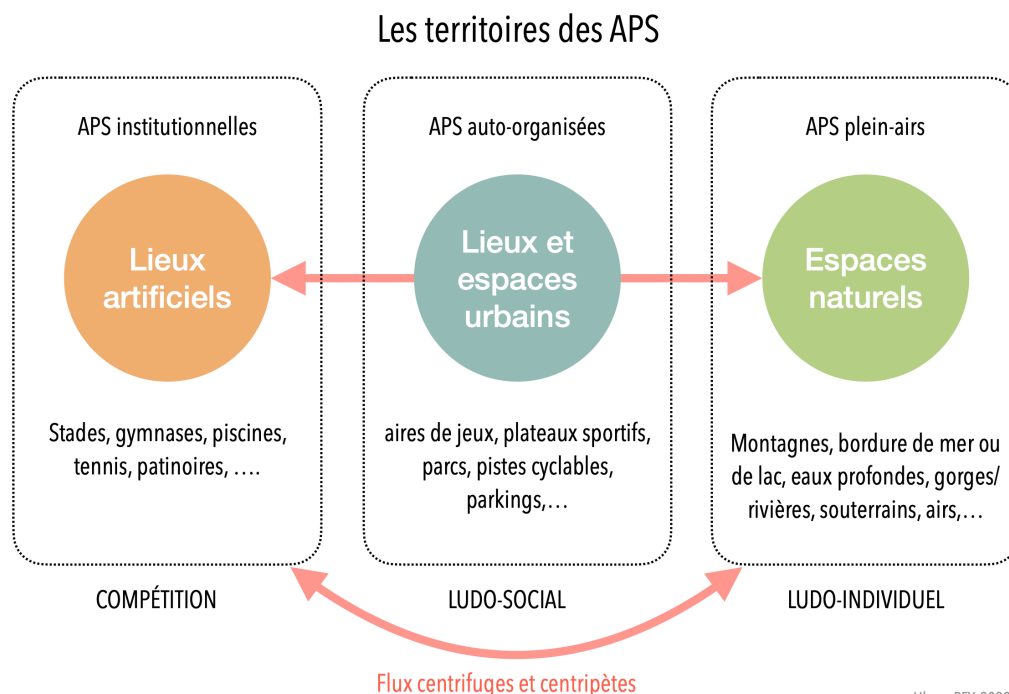 Les territoires des APS
APS institutionnelles
Lieux
artificiels
Stades, gymnases, piscines,
tennis, patinoires, ….
COMPÉTITION
APS auto-organisées
Lieux et
espaces
urbains
aires de jeux, plateaux sportifs,
parcs, pistes cyclables,
parkings,…
LUDO-SOCIAL
APS plein-airs
Espaces
naturels
Montagnes, bordure de mer ou
de lac, eaux profondes, gorges/
rivières, souterrains, airs,…
LUDO-INDIVIDUEL
Flux centrifuges et centripètes